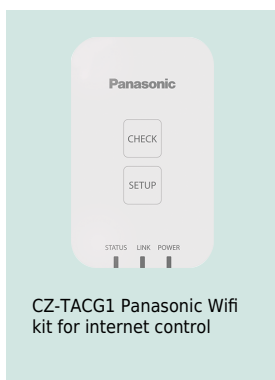 Panasonic
CHECK
SETUP
STATUS LINK POWER
CZ-TACG1 Panasonic Wifi
kit for internet control